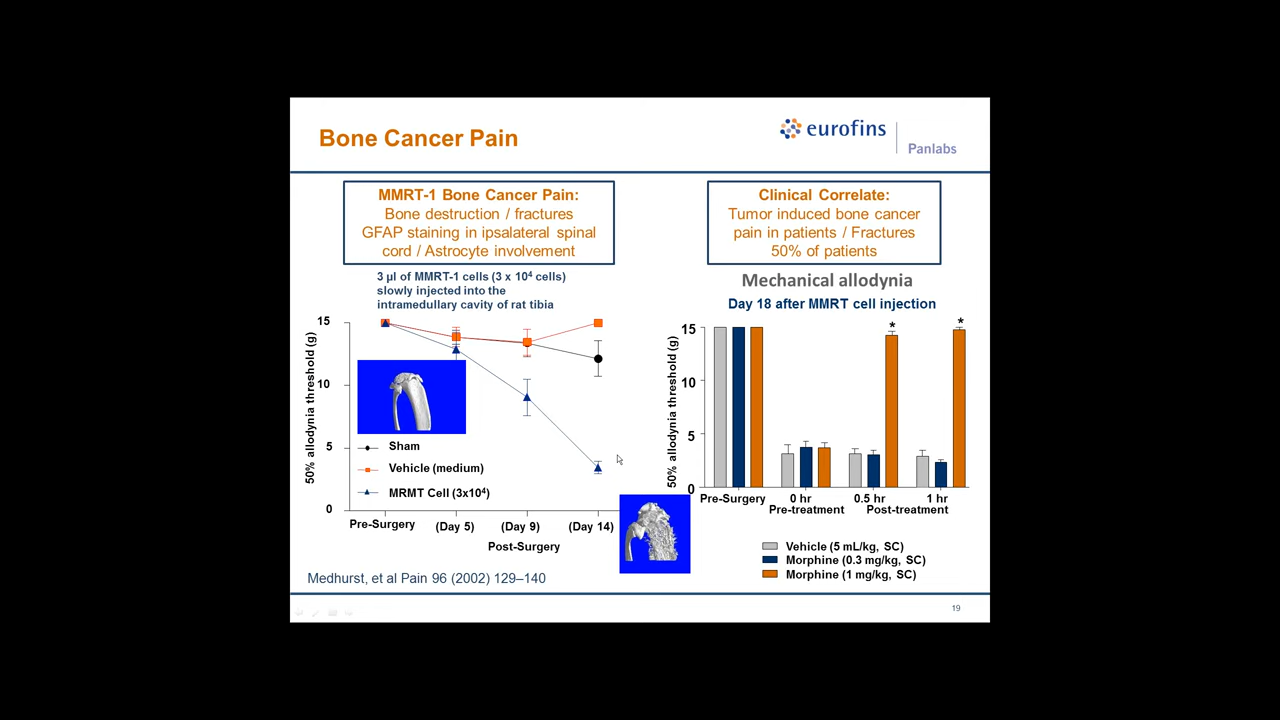 Bone Cancer Pain
eurofins
Panlabs
MMRT-1 Bone Cancer Pain:
Bone destruction / fractures
GFAP staining in ipsalateral spinal
cord / Astrocyte involvement
Clinical Correlate:
Tumor induced bone cancer
pain in patients / Fractures
50% of patients
3 µl of MMRT-1 cells (3 x 10⁴ cells)
slowly injected into the
intramedullary cavity of rat tibia
50% allodynia threshold (g)
15
10
5
0
Sham
Vehicle (medium)
MRMT Cell (3x10⁴)
Pre-Surgery
(Day 5)
(Day 9)
(Day 14)
Post-Surgery
Mechanical allodynia
Day 18 after MMRT cell injection
50% allodynia threshold (g)
15
10
5
0
*
*
Pre-Surgery
0 hr
0.5 hr
1 hr
Pre-treatment
Post-treatment
Vehicle (5 mL/kg, SC)
Morphine (0.3 mg/kg, SC)
Morphine (1 mg/kg, SC)
Medhurst, et al Pain 96 (2002) 129–140
19